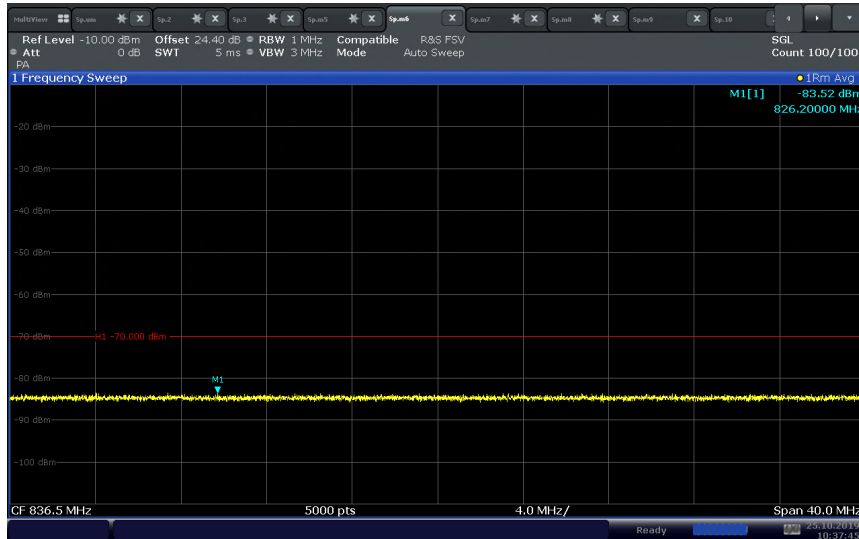 MultiView Sp.am Sp.2 Sp.3 Sp.m5 Sp.m6 Sp.m7 Sp.m8 Sp.m9 Sp.10
Ref Level -10.00 dBm Offset 24.40 dB RBW 1 MHz Compatible R&S FSV SGL
Att 0 dB SWT 5 ms VBW 3 MHz Mode Auto Sweep Count 100/100
PA
1 Frequency Sweep 1Rm Avg
M1[1] -83.52 dBm
826.20000 MHz
-20 dBm
-30 dBm
-40 dBm
-50 dBm
-60 dBm
-70 dBm H1 -70.000 dBm
M1
-80 dBm
-90 dBm
-100 dBm
CF 836.5 MHz 5000 pts 4.0 MHz/ Span 40.0 MHz
Ready 25.10.2019
10:37:45